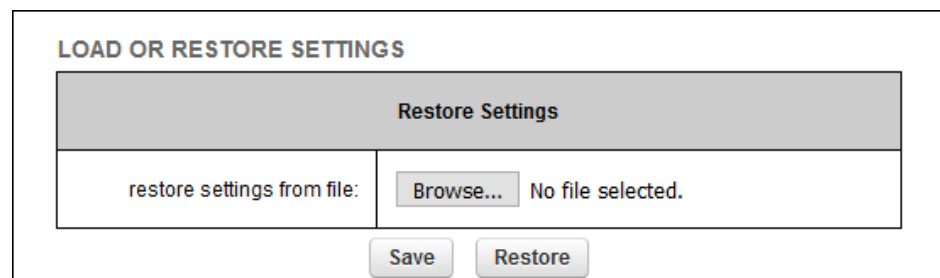 LOAD OR RESTORE SETTINGS
Restore Settings
restore settings from file: Browse... No file selected.
Save Restore